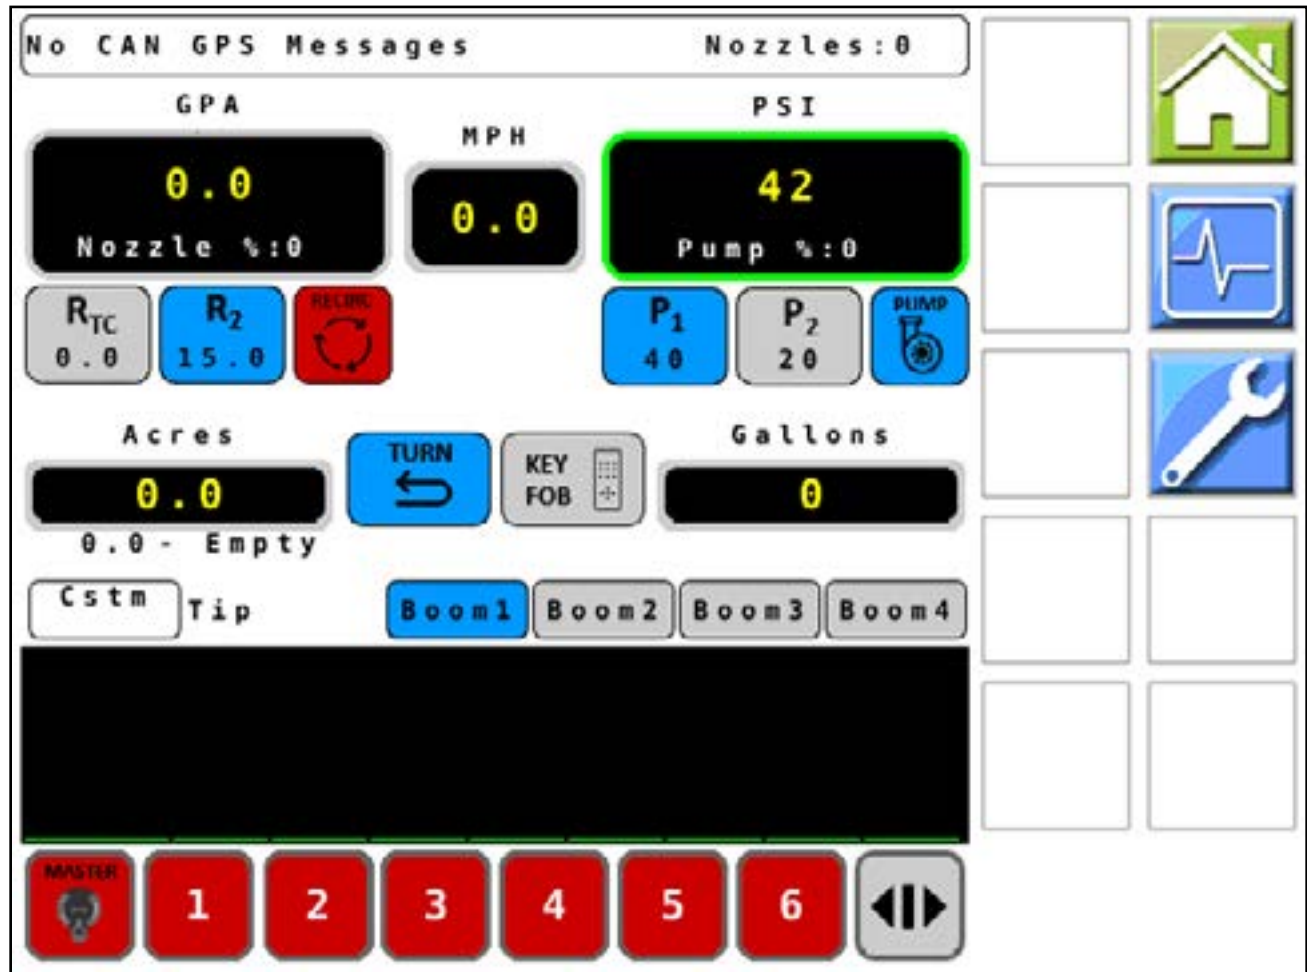 No CAN GPS Messages Nozzles:0
GPA MPH PSI
0.0 0.0 42
Nozzle %:0 Pump %:0
RTC R2 RECIRC P1 P2 PUMP
0.0 15.0 40 20
Acres TURN KEY FOB Gallons
0.0 0
0.0- Empty
Cstm Tip Boom1 Boom2 Boom3 Boom4
MASTER 1 2 3 4 5 6